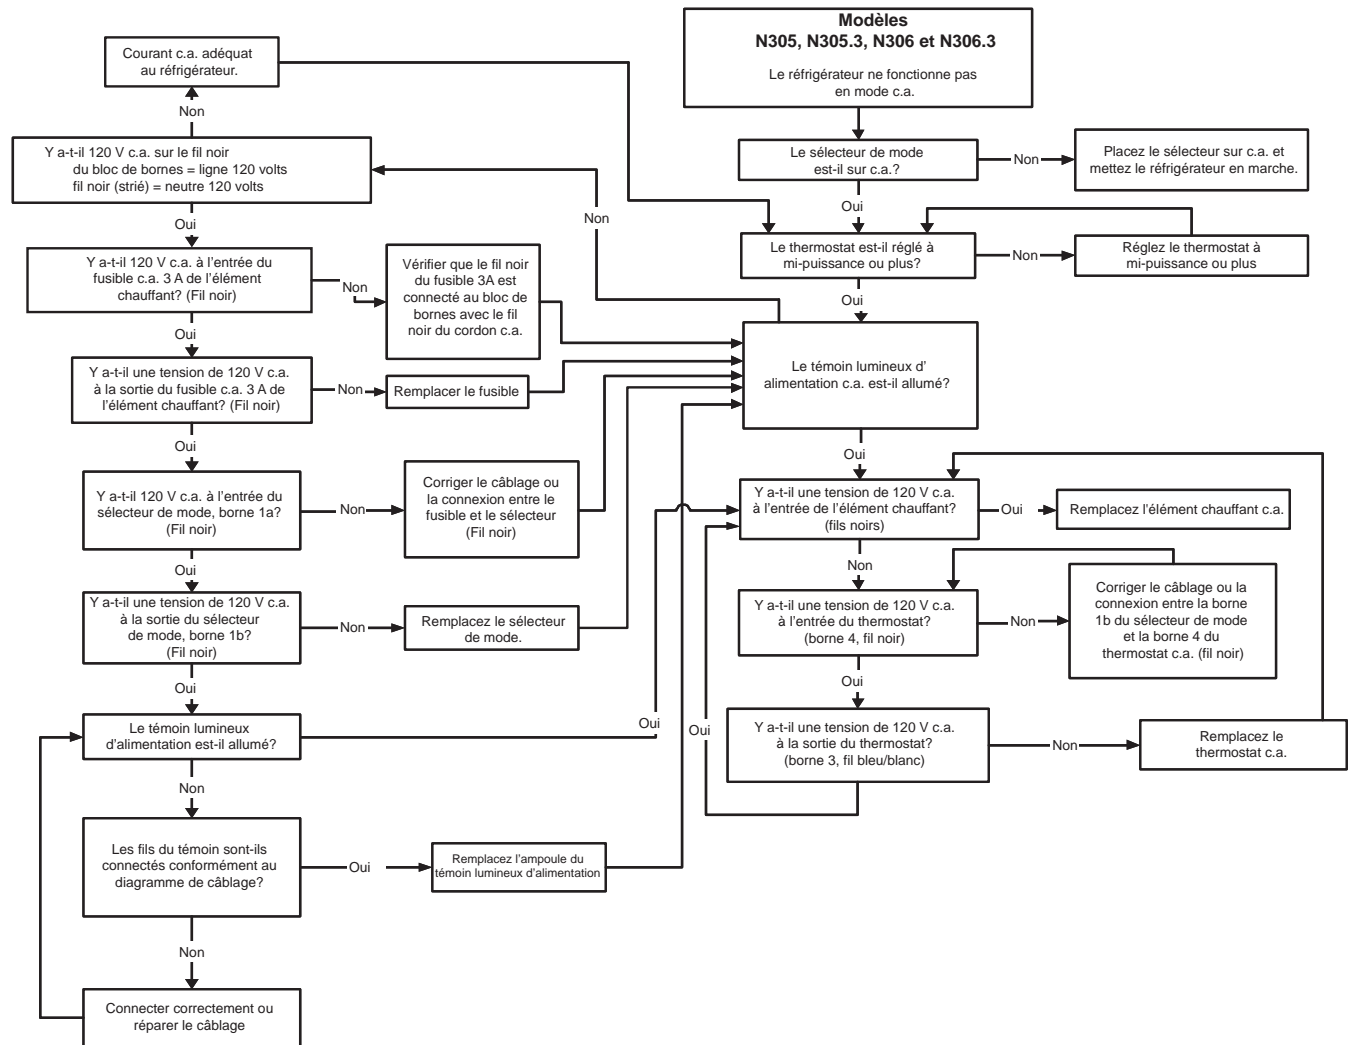 Modèles
N305, N305.3, N306 et N306.3
Le réfrigérateur ne fonctionne pas
en mode c.a.
Le sélecteur de mode
est-il sur c.a.?
Non
Placez le sélecteur sur c.a. et
mettez le réfrigérateur en marche.
Oui
Le thermostat est-il réglé à
mi-puissance ou plus?
Non
Réglez le thermostat à
mi-puissance ou plus
Oui
Le témoin lumineux d'
alimentation c.a. est-il allumé?
Non
Oui
Y a-t-il une tension de 120 V c.a.
à l'entrée de l'élément chauffant?
(fils noirs)
Oui
Remplacez l'élément chauffant c.a.
Non
Y a-t-il une tension de 120 V c.a.
à l'entrée du thermostat?
(borne 4, fil noir)
Non
Corriger le câblage ou la
connexion entre la borne
1b du sélecteur de mode
et la borne 4 du
thermostat c.a. (fil noir)
Oui
Y a-t-il une tension de 120 V c.a.
à la sortie du thermostat?
(borne 3, fil bleu/blanc)
Oui
Non
Remplacez le
thermostat c.a.
Courant c.a. adéquat
au réfrigérateur.
Non
Y a-t-il 120 V c.a. sur le fil noir
du bloc de bornes = ligne 120 volts
fil noir (strié) = neutre 120 volts
Oui
Y a-t-il 120 V c.a. à l'entrée du
fusible c.a. 3 A de l'élément
chauffant? (Fil noir)
Non
Vérifier que le fil noir
du fusible 3A est
connecté au bloc de
bornes avec le fil
noir du cordon c.a.
Oui
Y a-t-il une tension de 120 V c.a.
à la sortie du fusible c.a. 3 A de
l'élément chauffant? (Fil noir)
Non
Remplacer le fusible
Oui
Y a-t-il 120 V c.a. à l'entrée du
sélecteur de mode, borne 1a?
(Fil noir)
Non
Corriger le câblage ou
la connexion entre le
fusible et le sélecteur
(Fil noir)
Oui
Y a-t-il une tension de 120 V c.a.
à la sortie du sélecteur
de mode, borne 1b?
(Fil noir)
Non
Remplacez le sélecteur
de mode.
Oui
Le témoin lumineux
d'alimentation est-il allumé?
Oui
Non
Les fils du témoin sont-ils
connectés conformément au
diagramme de câblage?
Oui
Remplacez l'ampoule du
témoin lumineux d'alimentation
Non
Connecter correctement ou
réparer le câblage